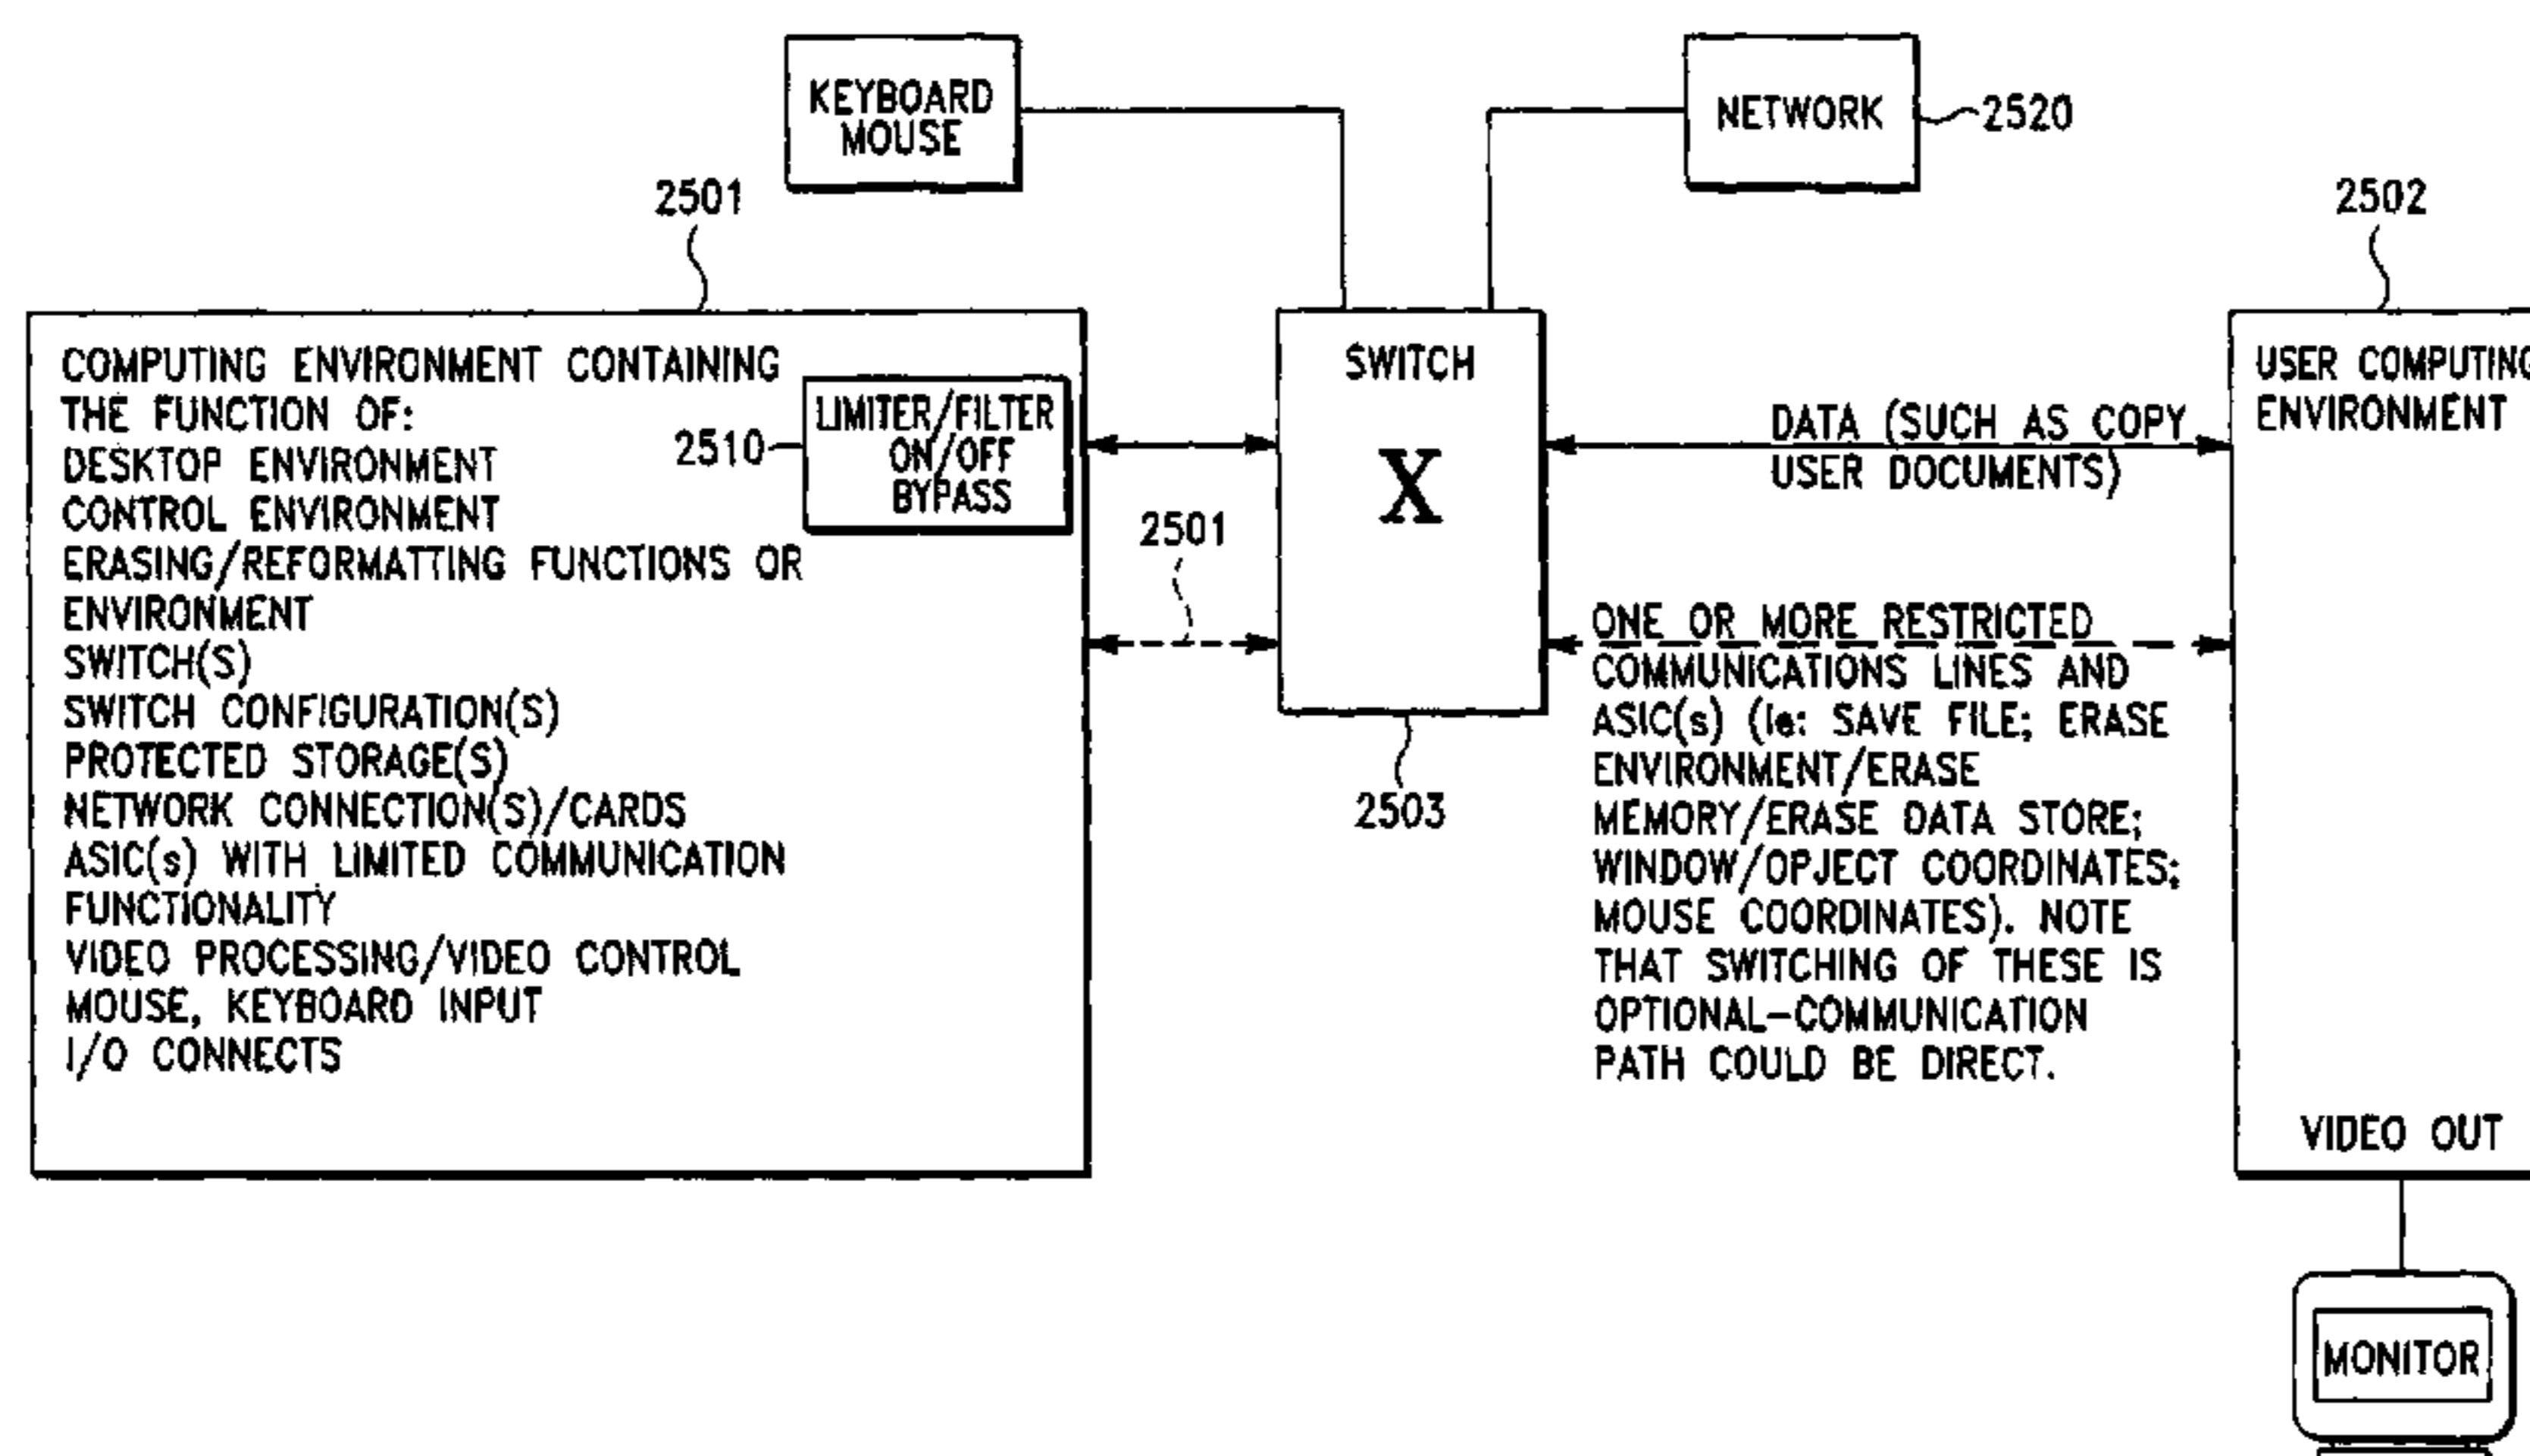 KEYBOARD
MOUSE
NETWORK
2520
2501
2502
COMPUTING ENVIRONMENT CONTAINING
THE FUNCTION OF:
DESKTOP ENVIRONMENT
CONTROL ENVIRONMENT
ERASING/REFORMATTING FUNCTIONS OR
ENVIRONMENT
SWITCH(S)
SWITCH CONFIGURATION(S)
PROTECTED STORAGE(S)
NETWORK CONNECTION(S)/CARDS
ASIC(s) WITH LIMITED COMMUNICATION
FUNCTIONALITY
VIDEO PROCESSING/VIDEO CONTROL
MOUSE, KEYBOARD INPUT
I/O CONNECTS
2510
LIMITER/FILTER
ON/OFF
BYPASS
2501
SWITCH
X
2503
DATA (SUCH AS COPY
USER DOCUMENTS)
ONE OR MORE RESTRICTED
COMMUNICATIONS LINES AND
ASIC(s) (Ie: SAVE FILE; ERASE
ENVIRONMENT/ERASE
MEMORY/ERASE DATA STORE;
WINDOW/OPJECT COORDINATES;
MOUSE COORDINATES). NOTE
THAT SWITCHING OF THESE IS
OPTIONAL-COMMUNICATION
PATH COULD BE DIRECT.
USER COMPUTING
ENVIRONMENT
VIDEO OUT
MONITOR